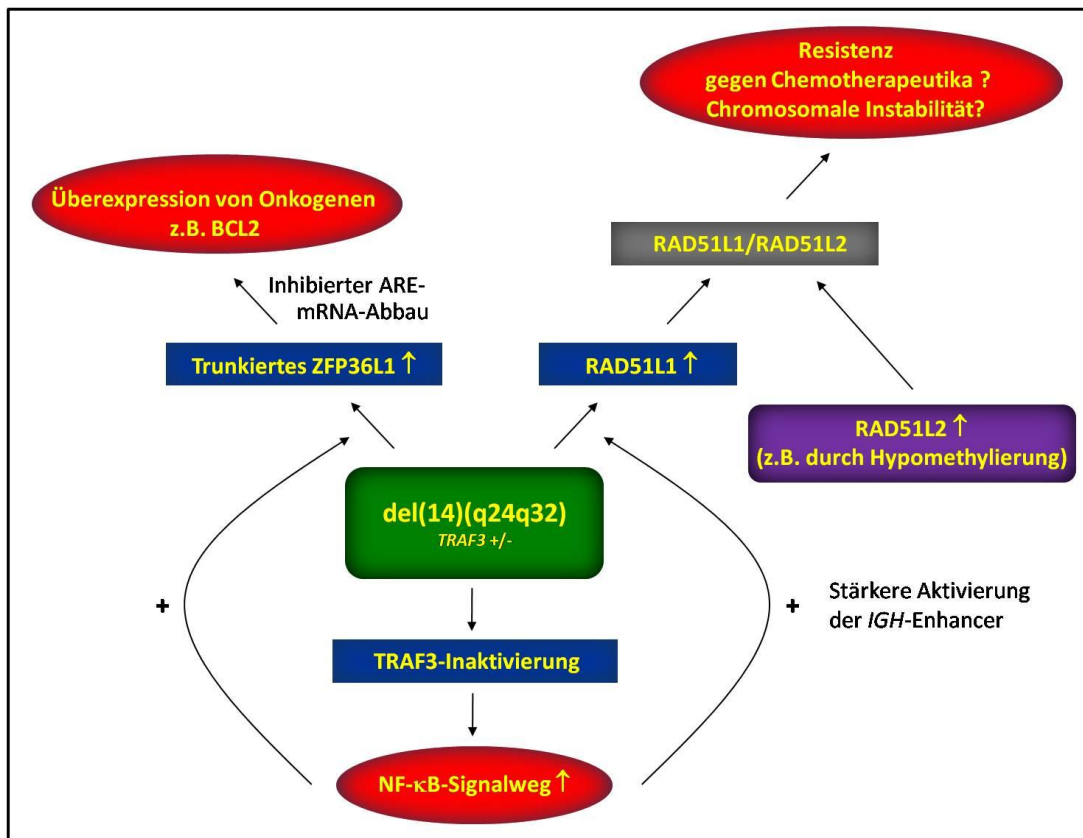 Resistenz
gegen Chemotherapeutika ?
Chromosomale Instabilität?
Überexpression von Onkogenen
z.B. BCL2
RAD51L1/RAD51L2
Inhibierter ARE-
mRNA-Abbau
Trunkiertes ZFP36L1 ↑
RAD51L1 ↑
RAD51L2 ↑
(z.B. durch Hypomethylierung)
del(14)(q24q32)
TRAF3 +/-
+
+
Stärkere Aktivierung
der IGH-Enhancer
TRAF3-Inaktivierung
NF-κB-Signalweg ↑